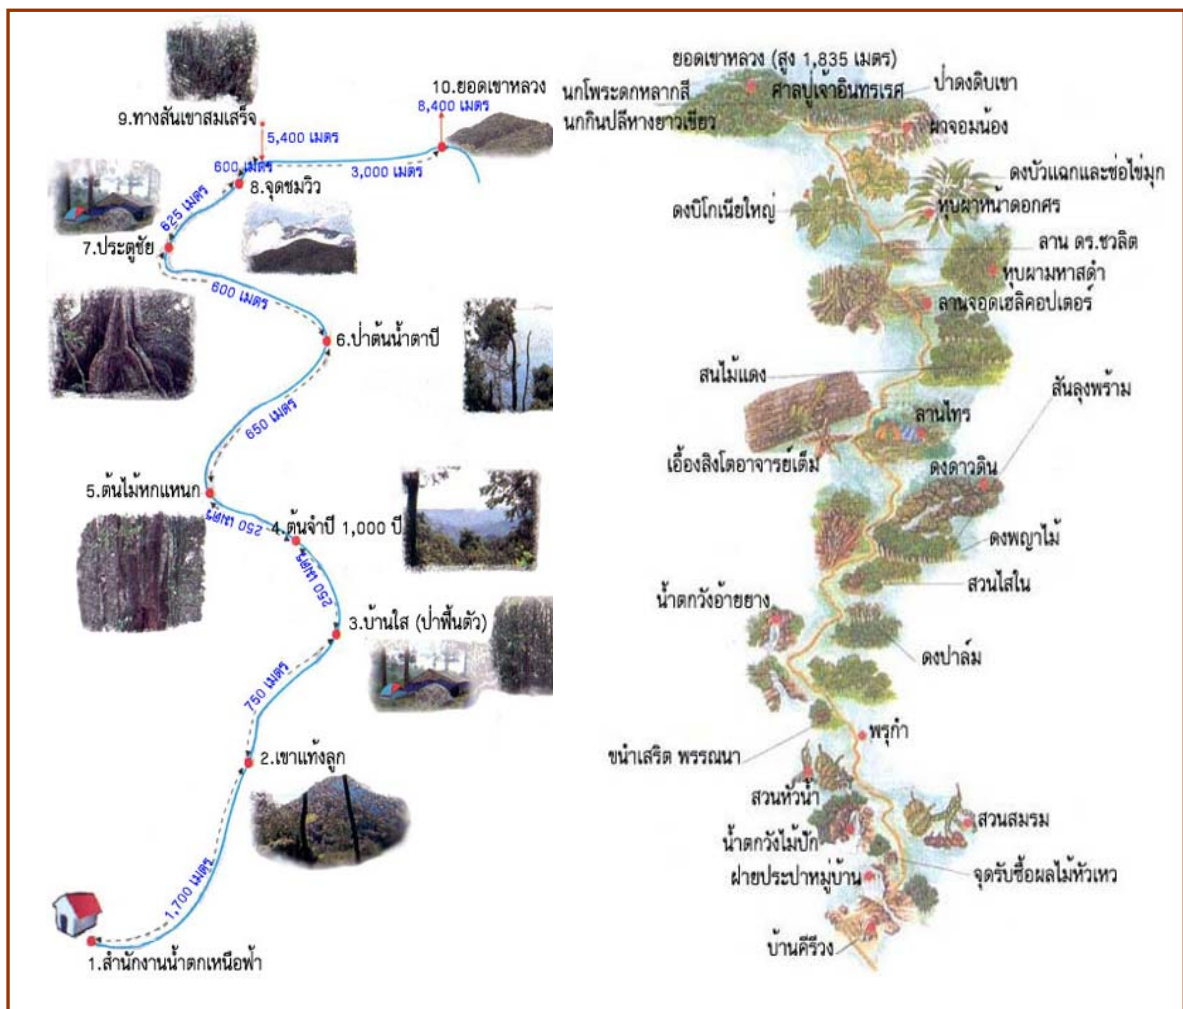 10.ยอดเขาหลวง
8,400 เมตร
9.ทางสันเขาสมเสร็จ
5,400 เมตร
600 เมตร
3,000 เมตร
8.จุดชมวิว
625 เมตร
7.ประตูชัย
600 เมตร
6.ป่าต้นน้ำตาปี
650 เมตร
5.ต้นไม้หกแหนก
250 เมตร
4.ต้นจำปี 1,000 ปี
250 เมตร
3.บ้านใส (ป่าฟื้นตัว)
750 เมตร
2.เขาแท้งลูก
1,700 เมตร
1.สำนักงานน้ำตกเหนือฟ้า
ยอดเขาหลวง (สูง 1,835 เมตร)
นกโพระดกหลากสี
ศาลปู่เจ้าอินทรเรศ
ป่าดงดิบเขา
นกกินปลีหางยาวเขียว
ผาจอมน้อง
ดงบัวแฉกและช่อไข่มุก
ดงบิโกเนียใหญ่
หุบผาหน้าดอกศร
ลาน ดร.ชวลิต
หุบผามหาสดำ
ลานจอดเฮลิคอปเตอร์
สนไม้แดง
สันลุงพร้าม
ลานไทร
เอื้องสิงโตอาจารย์เต็ม
ดงดาวดิน
ดงพญาไม้
สวนไสใน
น้ำตกวังอ้ายยาง
ดงปาล์ม
พรุกำ
ขนำเสริด พรรณนา
สวนหัวน้ำ
สวนสมรม
น้ำตกวังไม้ปัก
ฝายประปาหมู่บ้าน
จุดรับซื้อผลไม้หัวเหว
บ้านคีรีวง